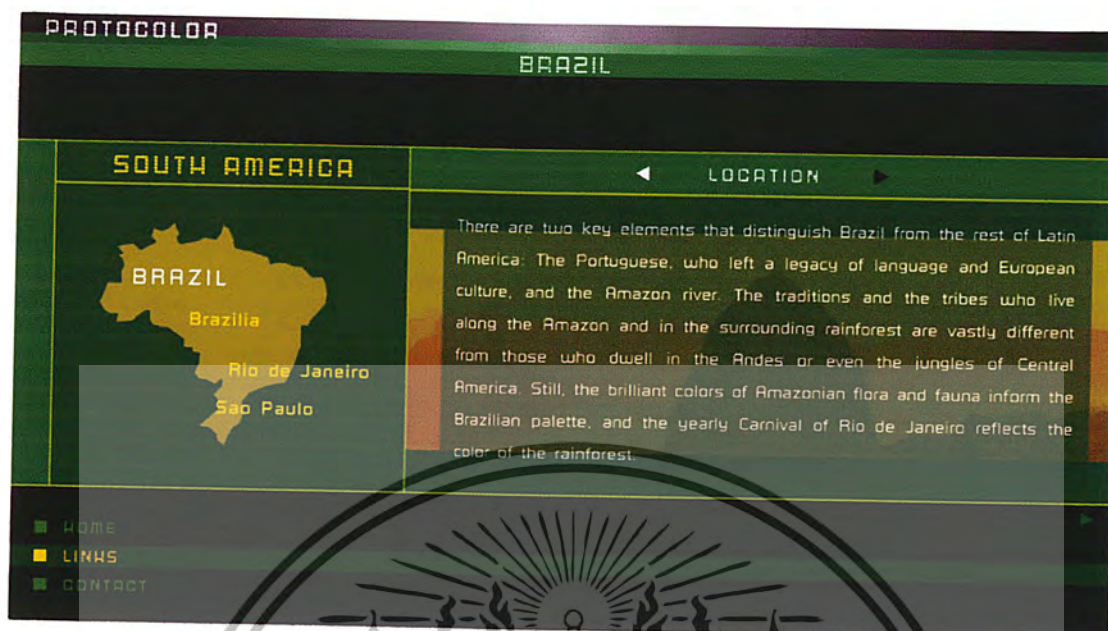 PROTOCOLOR
BRAZIL
SOUTH AMERICA
BRAZIL
Brazilia
Rio de Janeiro
Sao Paulo
LOCATION
There are two key elements that distinguish Brazil from the rest of Latin
America: The Portuguese, who left a legacy of language and European
culture, and the Amazon river. The traditions and the tribes who live
along the Amazon and in the surrounding rainforest are vastly different
from those who dwell in the Andes or even the jungles of Central
America. Still, the brilliant colors of Amazonian flora and fauna inform the
Brazilian palette, and the yearly Carnival of Rio de Janeiro reflects the
color of the rainforest.
HOME
LINKS
CONTACT